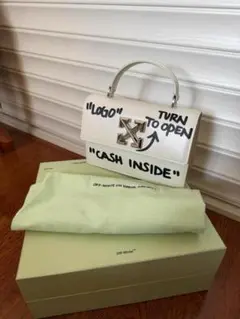 "LOGO"
TURN
TO OPEN
"CASH INSIDE"